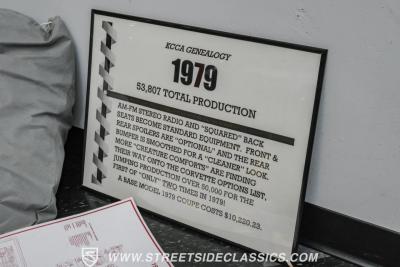 KCCA GENEALOGY
1979
53,807 TOTAL PRODUCTION
AM-FM STEREO RADIO AND "SQUARED" BACK
SEATS BECOME STANDARD EQUIPMENT. FRONT &
REAR SPOILERS ARE "OPTIONAL" AND THE REAR
BUMPER IS SMOOTHED FOR A "CLEANER" LOOK.
MORE "CREATURE COMFORTS" ARE FINDING
THEIR WAY ONTO THE CORVETTE OPTIONS LIST,
JUMPING PRODUCTION OVER 50,000 FOR THE
FIRST OF "ONLY" TWO TIMES IN 1979!
A BASE MODEL 1979 COUPE COSTS $10,220.23.
WWW.STREETSIDECLASSICS.COM